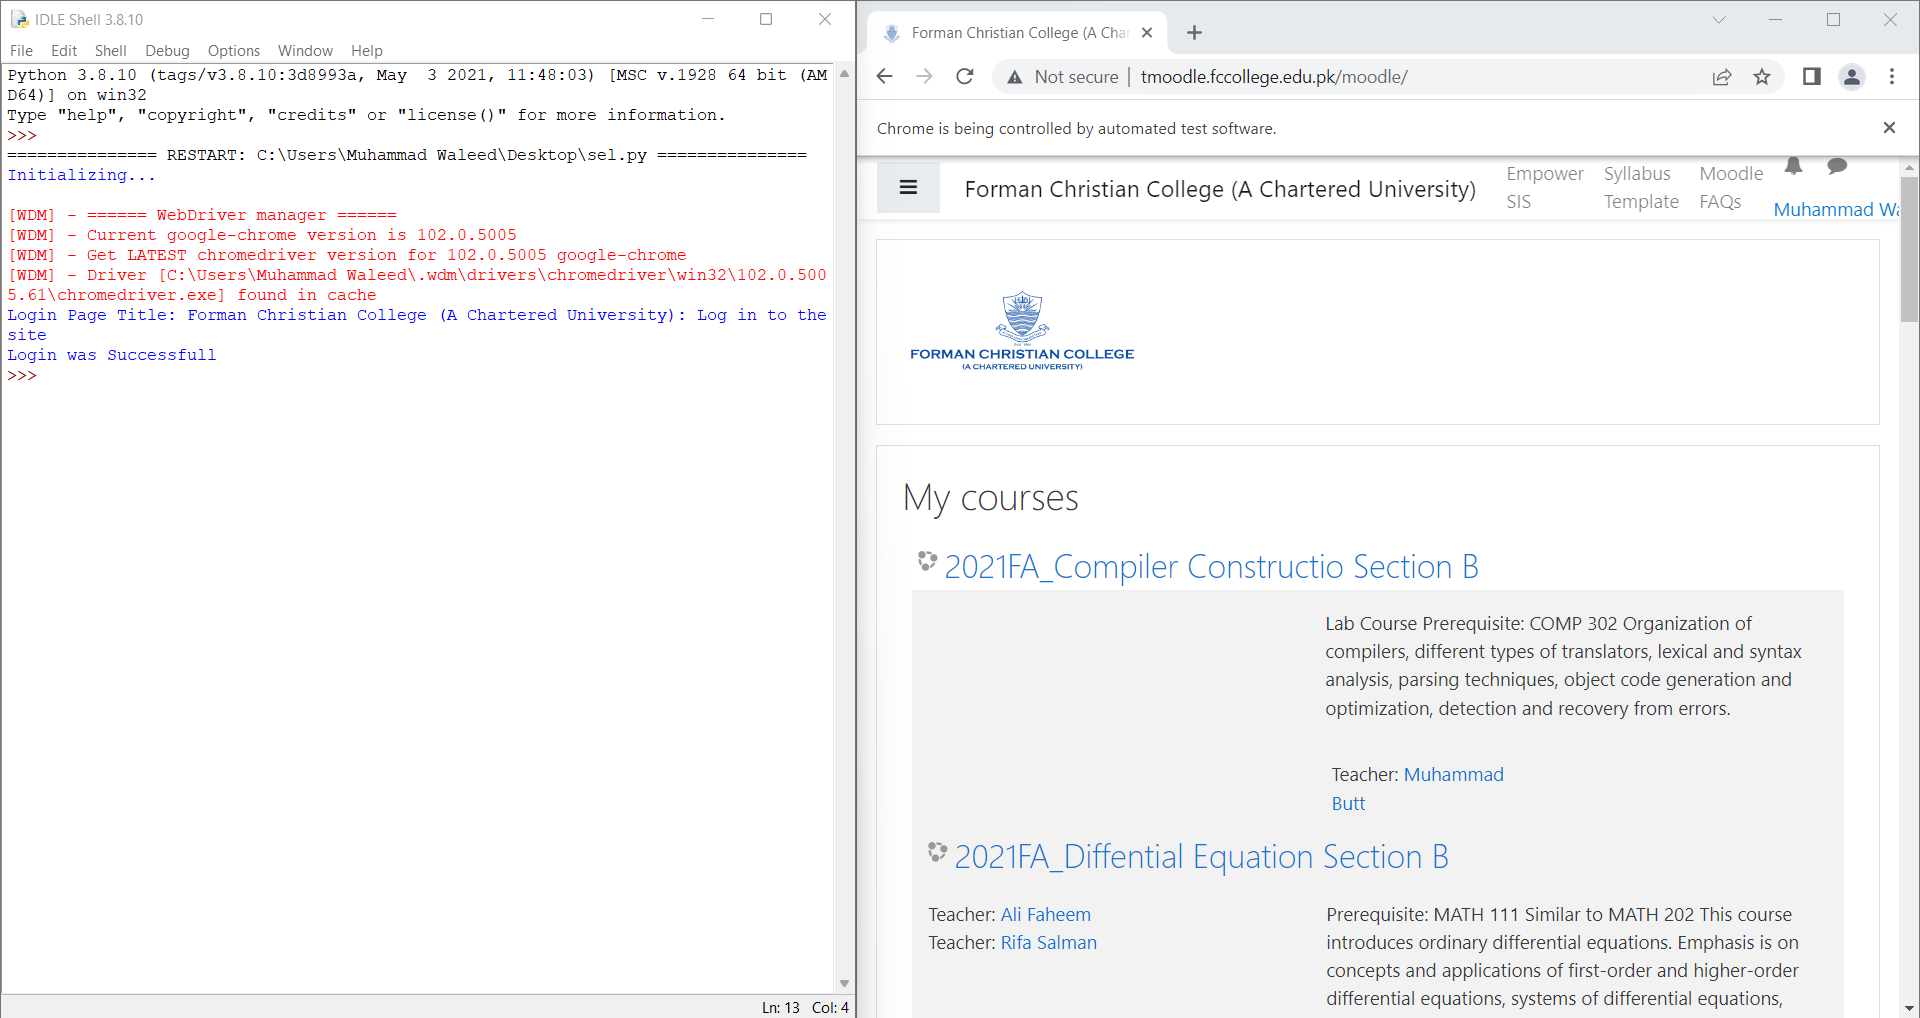 IDLE Shell 3.8.10
File Edit Shell Debug Options Window Help
Python 3.8.10 (tags/v3.8.10:3d8993a, May  3 2021, 11:48:03) [MSC v.1928 64 bit (AM
D64)] on win32
Type "help", "copyright", "credits" or "license()" for more information.
>>>
=============== RESTART: C:\Users\Muhammad Waleed\Desktop\sel.py ===============
Initializing...
[WDM] - ====== WebDriver manager ======
[WDM] - Current google-chrome version is 102.0.5005
[WDM] - Get LATEST chromedriver version for 102.0.5005 google-chrome
[WDM] - Driver [C:\Users\Muhammad Waleed\.wdm\drivers\chromedriver\win32\102.0.500
5.61\chromedriver.exe] found in cache
Login Page Title: Forman Christian College (A Chartered University): Log in to the
site
Login was Successfull
>>>
Ln: 13 Col: 4
Forman Christian College (A Cha
Not secure | tmoodle.fccollege.edu.pk/moodle/
Chrome is being controlled by automated test software.
Forman Christian College (A Chartered University)
Empower
SIS
Syllabus
Template
Moodle
FAQs
Muhammad Wa
FORMAN CHRISTIAN COLLEGE
(A CHARTERED UNIVERSITY)
My courses
2021FA_Compiler Constructio Section B
Lab Course Prerequisite: COMP 302 Organization of
compilers, different types of translators, lexical and syntax
analysis, parsing techniques, object code generation and
optimization, detection and recovery from errors.
Teacher: Muhammad
Butt
2021FA_Diffential Equation Section B
Teacher: Ali Faheem
Teacher: Rifa Salman
Prerequisite: MATH 111 Similar to MATH 202 This course
introduces ordinary differential equations. Emphasis is on
concepts and applications of first-order and higher-order
differential equations, systems of differential equations,